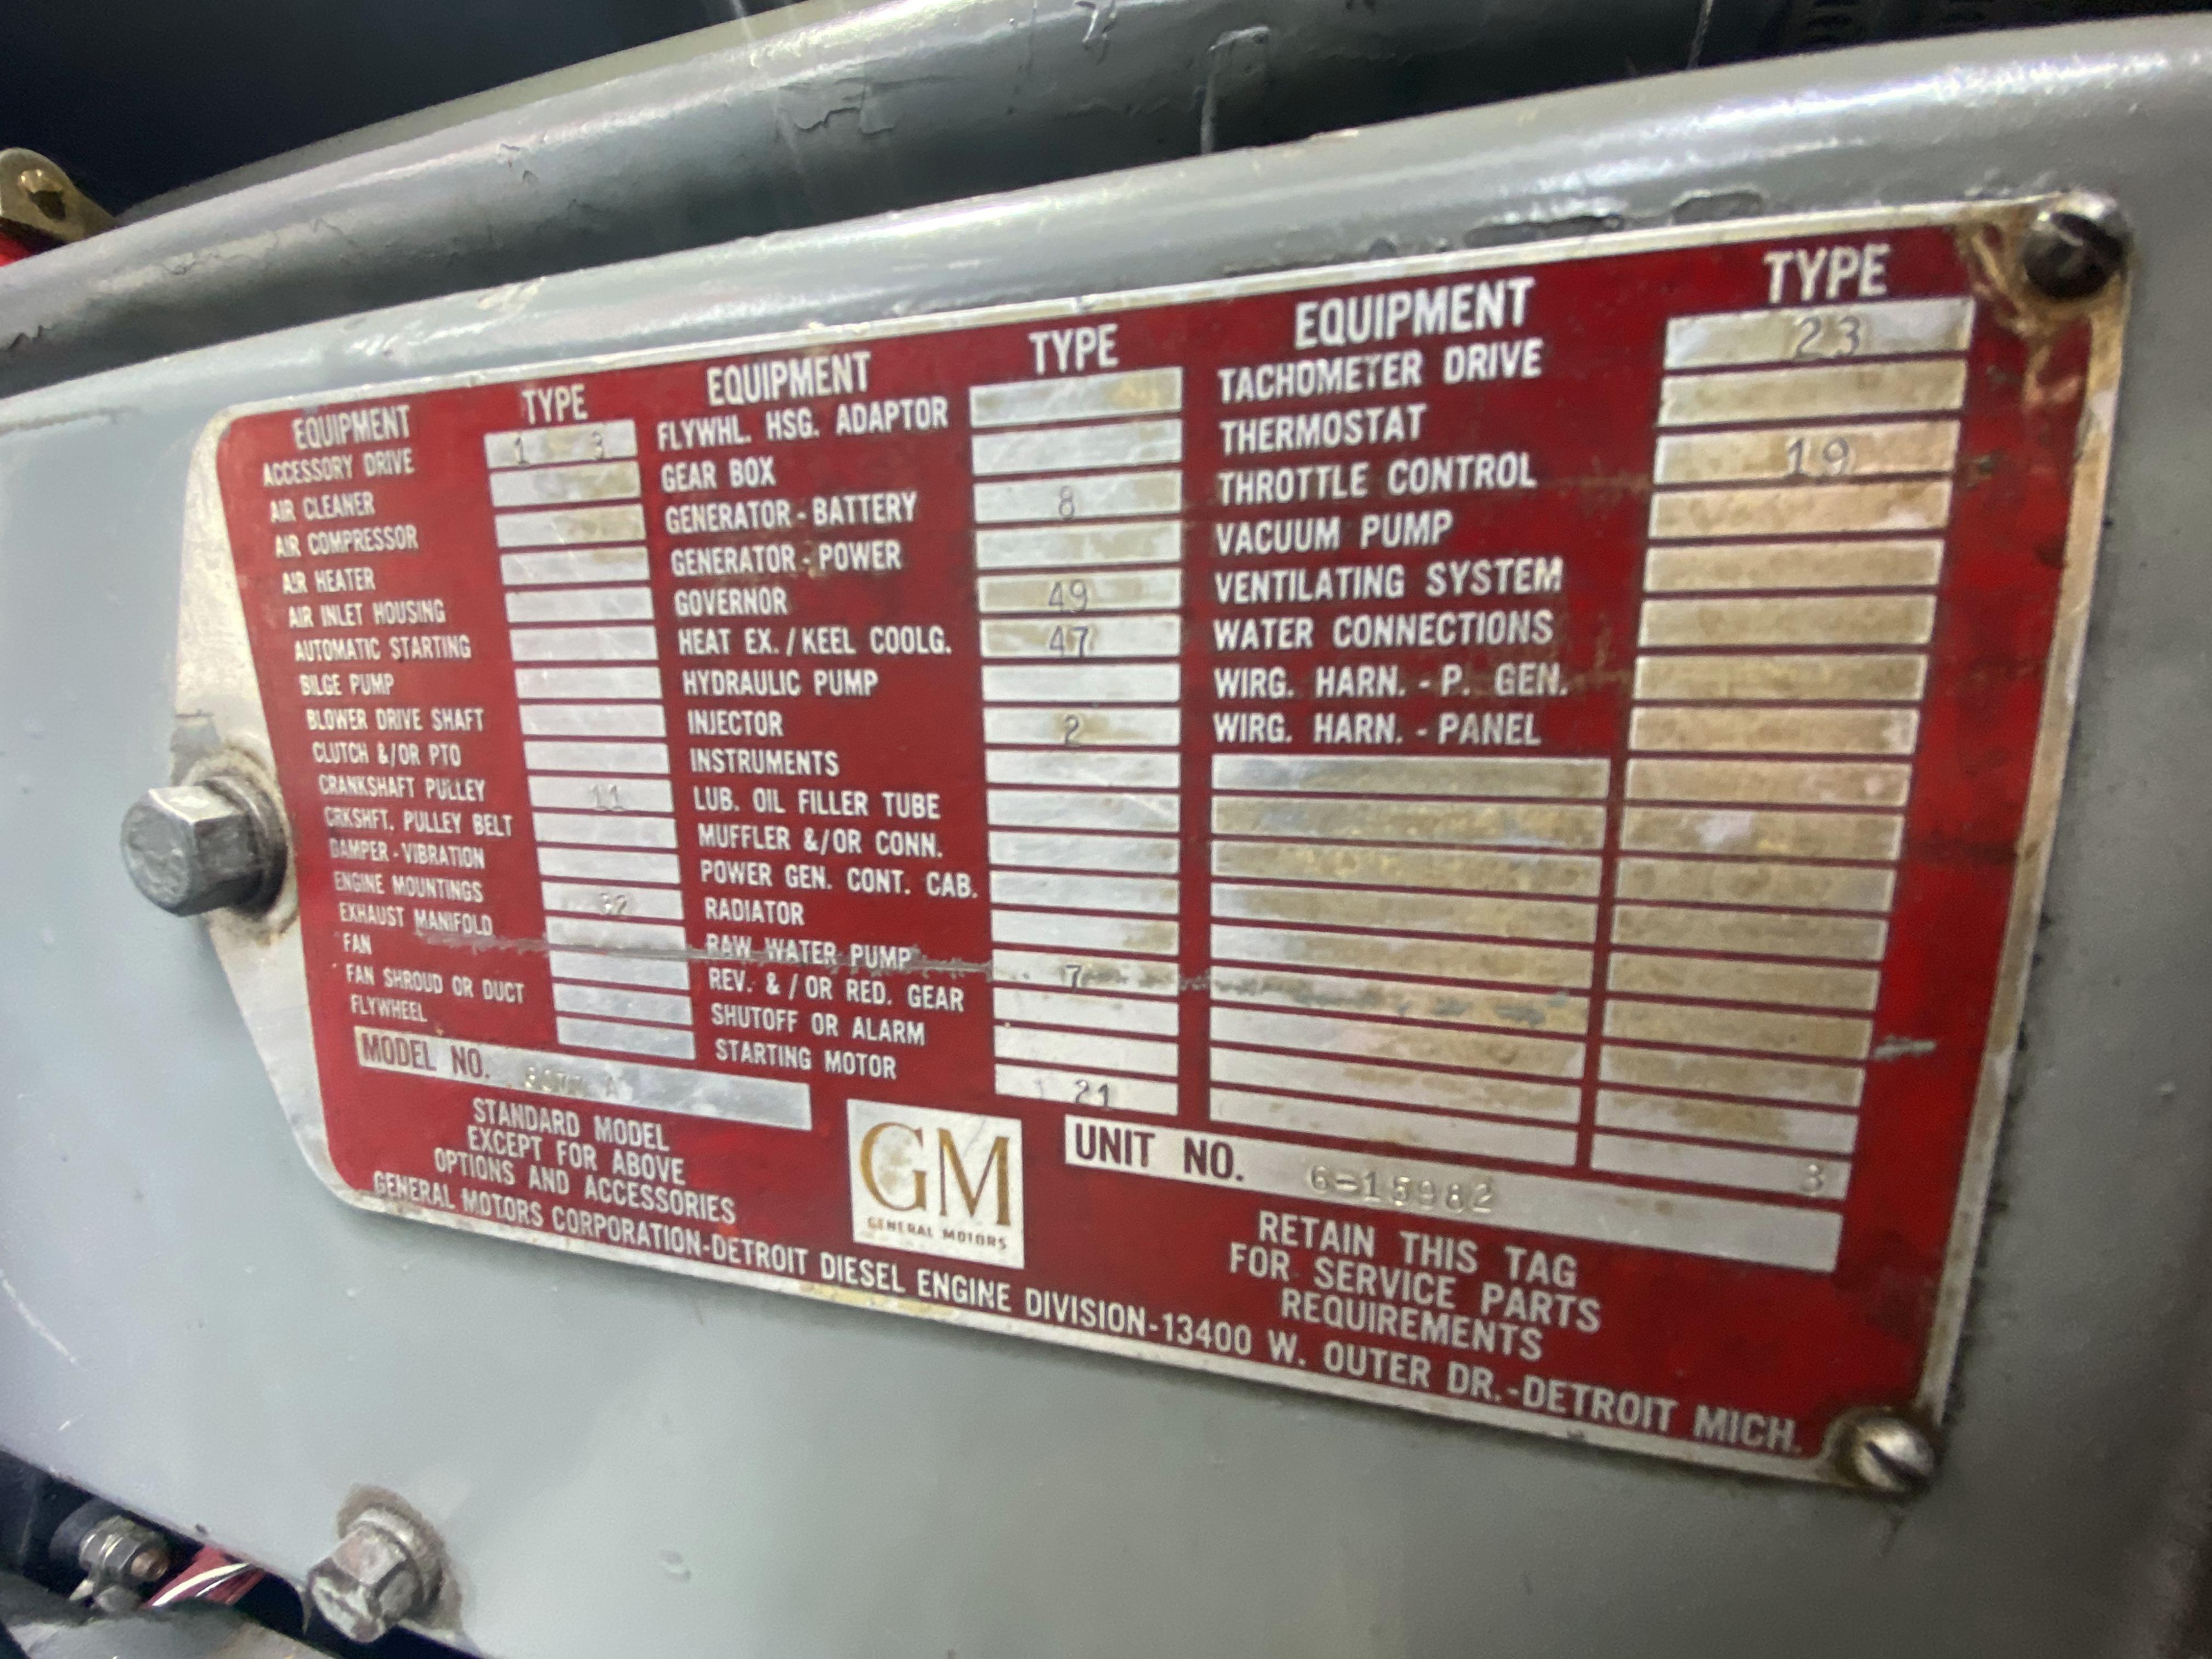 EQUIPMENT TYPE
ACCESSORY DRIVE 1 3
AIR CLEANER
AIR COMPRESSOR
AIR HEATER
AIR INLET HOUSING
AUTOMATIC STARTING
BILGE PUMP
BLOWER DRIVE SHAFT
CLUTCH &/OR PTO
CRANKSHAFT PULLEY 11
CRKSHFT. PULLEY BELT
DAMPER - VIBRATION
ENGINE MOUNTINGS 32
EXHAUST MANIFOLD
FAN
FAN SHROUD OR DUCT
FLYWHEEL
MODEL NO.
STANDARD MODEL
EXCEPT FOR ABOVE
OPTIONS AND ACCESSORIES
EQUIPMENT TYPE
FLYWHL. HSG. ADAPTOR
GEAR BOX
GENERATOR - BATTERY 8
GENERATOR - POWER
GOVERNOR 49
HEAT EX. / KEEL COOLG. 47
HYDRAULIC PUMP
INJECTOR 2
INSTRUMENTS
LUB. OIL FILLER TUBE
MUFFLER &/OR CONN.
POWER GEN. CONT. CAB.
RADIATOR
RAW WATER PUMP 7
REV. & / OR RED. GEAR
SHUTOFF OR ALARM
STARTING MOTOR 21
GM
GENERAL MOTORS
EQUIPMENT TYPE
TACHOMETER DRIVE 23
THERMOSTAT
THROTTLE CONTROL 19
VACUUM PUMP
VENTILATING SYSTEM
WATER CONNECTIONS
WIRG. HARN. - P. GEN.
WIRG. HARN. - PANEL
3
UNIT NO. 6-15982
RETAIN THIS TAG
FOR SERVICE PARTS
REQUIREMENTS
GENERAL MOTORS CORPORATION-DETROIT DIESEL ENGINE DIVISION-13400 W. OUTER DR.-DETROIT MICH.